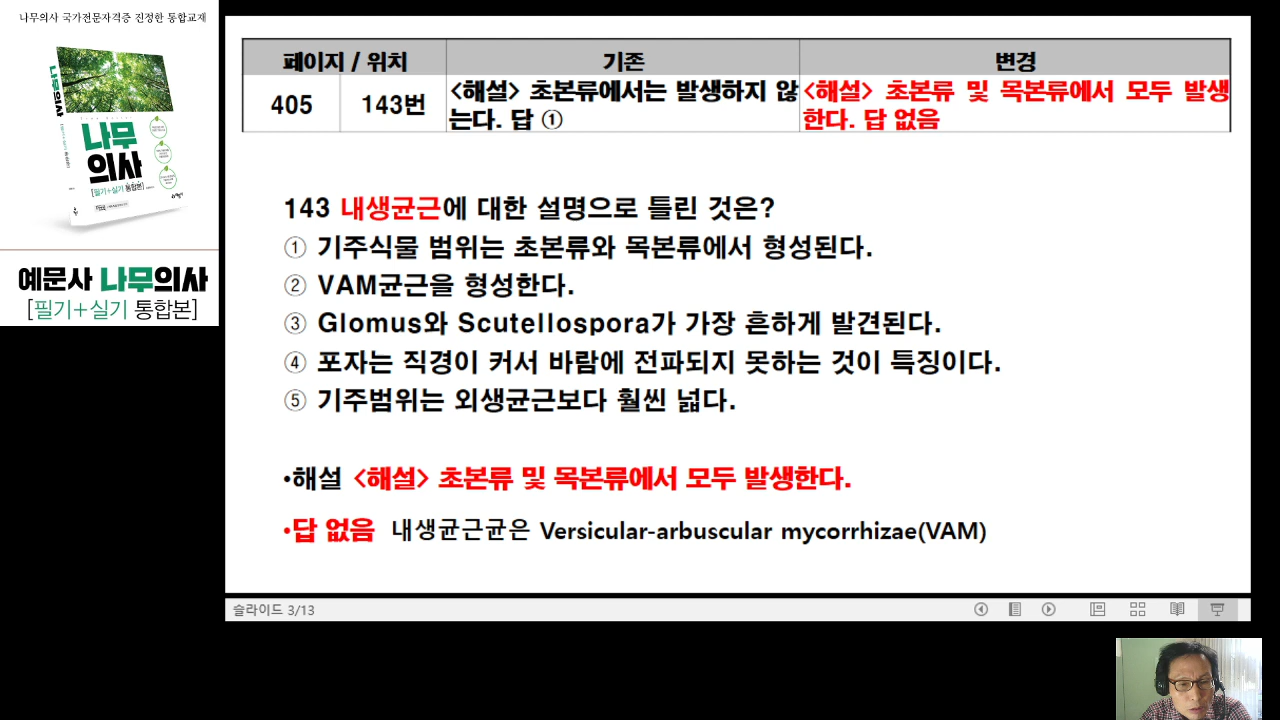 나무의사 국가전문자격증 진정한 통합교재
나무의사
나무
의사
[필기+실기 통합본]
예문사 나무의사
[필기+실기 통합본]
페이지 / 위치 기존 변경
405 143번 <해설> 초본류에서는 발생하지 않
는다. 답 ①
<해설> 초본류 및 목본류에서 모두 발생
한다. 답 없음
143 내생균근에 대한 설명으로 틀린 것은?
① 기주식물 범위는 초본류와 목본류에서 형성된다.
② VAM균근을 형성한다.
③ Glomus와 Scutellospora가 가장 흔하게 발견된다.
④ 포자는 직경이 커서 바람에 전파되지 못하는 것이 특징이다.
⑤ 기주범위는 외생균근보다 훨씬 넓다.
•해설 <해설> 초본류 및 목본류에서 모두 발생한다.
•답 없음 내생균근균은 Versicular-arbuscular mycorrhizae(VAM)
슬라이드 3/13